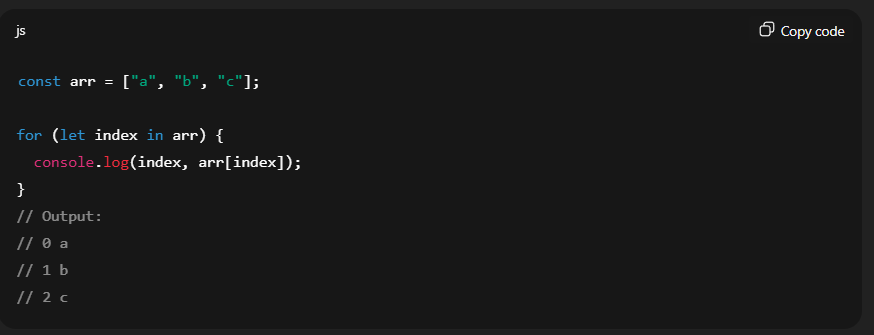 js
Copy code
const arr = ["a", "b", "c"];
for (let index in arr) {
  console.log(index, arr[index]);
}
// Output:
// 0 a
// 1 b
// 2 c